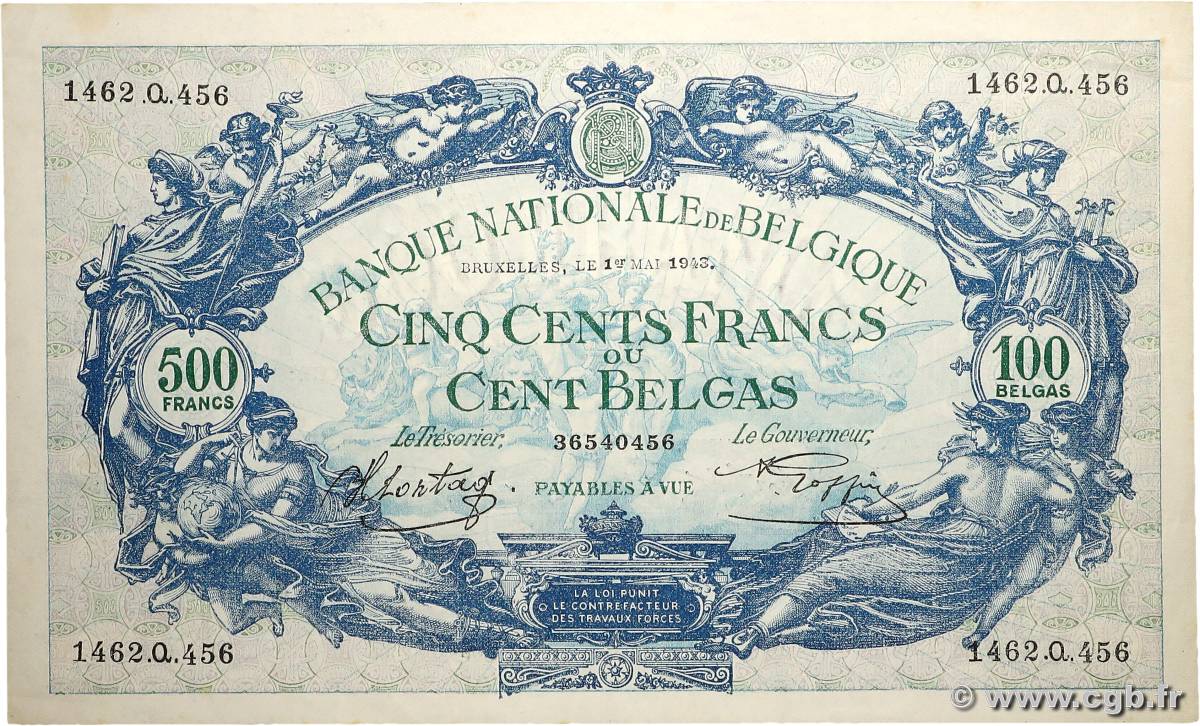 1462.Q.456
1462.Q.456
BANQUE NATIONALE DE BELGIQUE
BRUXELLES, LE 1er MAI 1943.
CINQ CENTS FRANCS
OU
CENT BELGAS
500
FRANCS
100
BELGAS
Le Trésorier,
36540456
Le Gouverneur,
PAYABLES A VUE
LA LOI PUNIT
LE CONTREFACTEUR
DES TRAVAUX FORCES
1462.Q.456
1462.Q.456
© www.cgb.fr